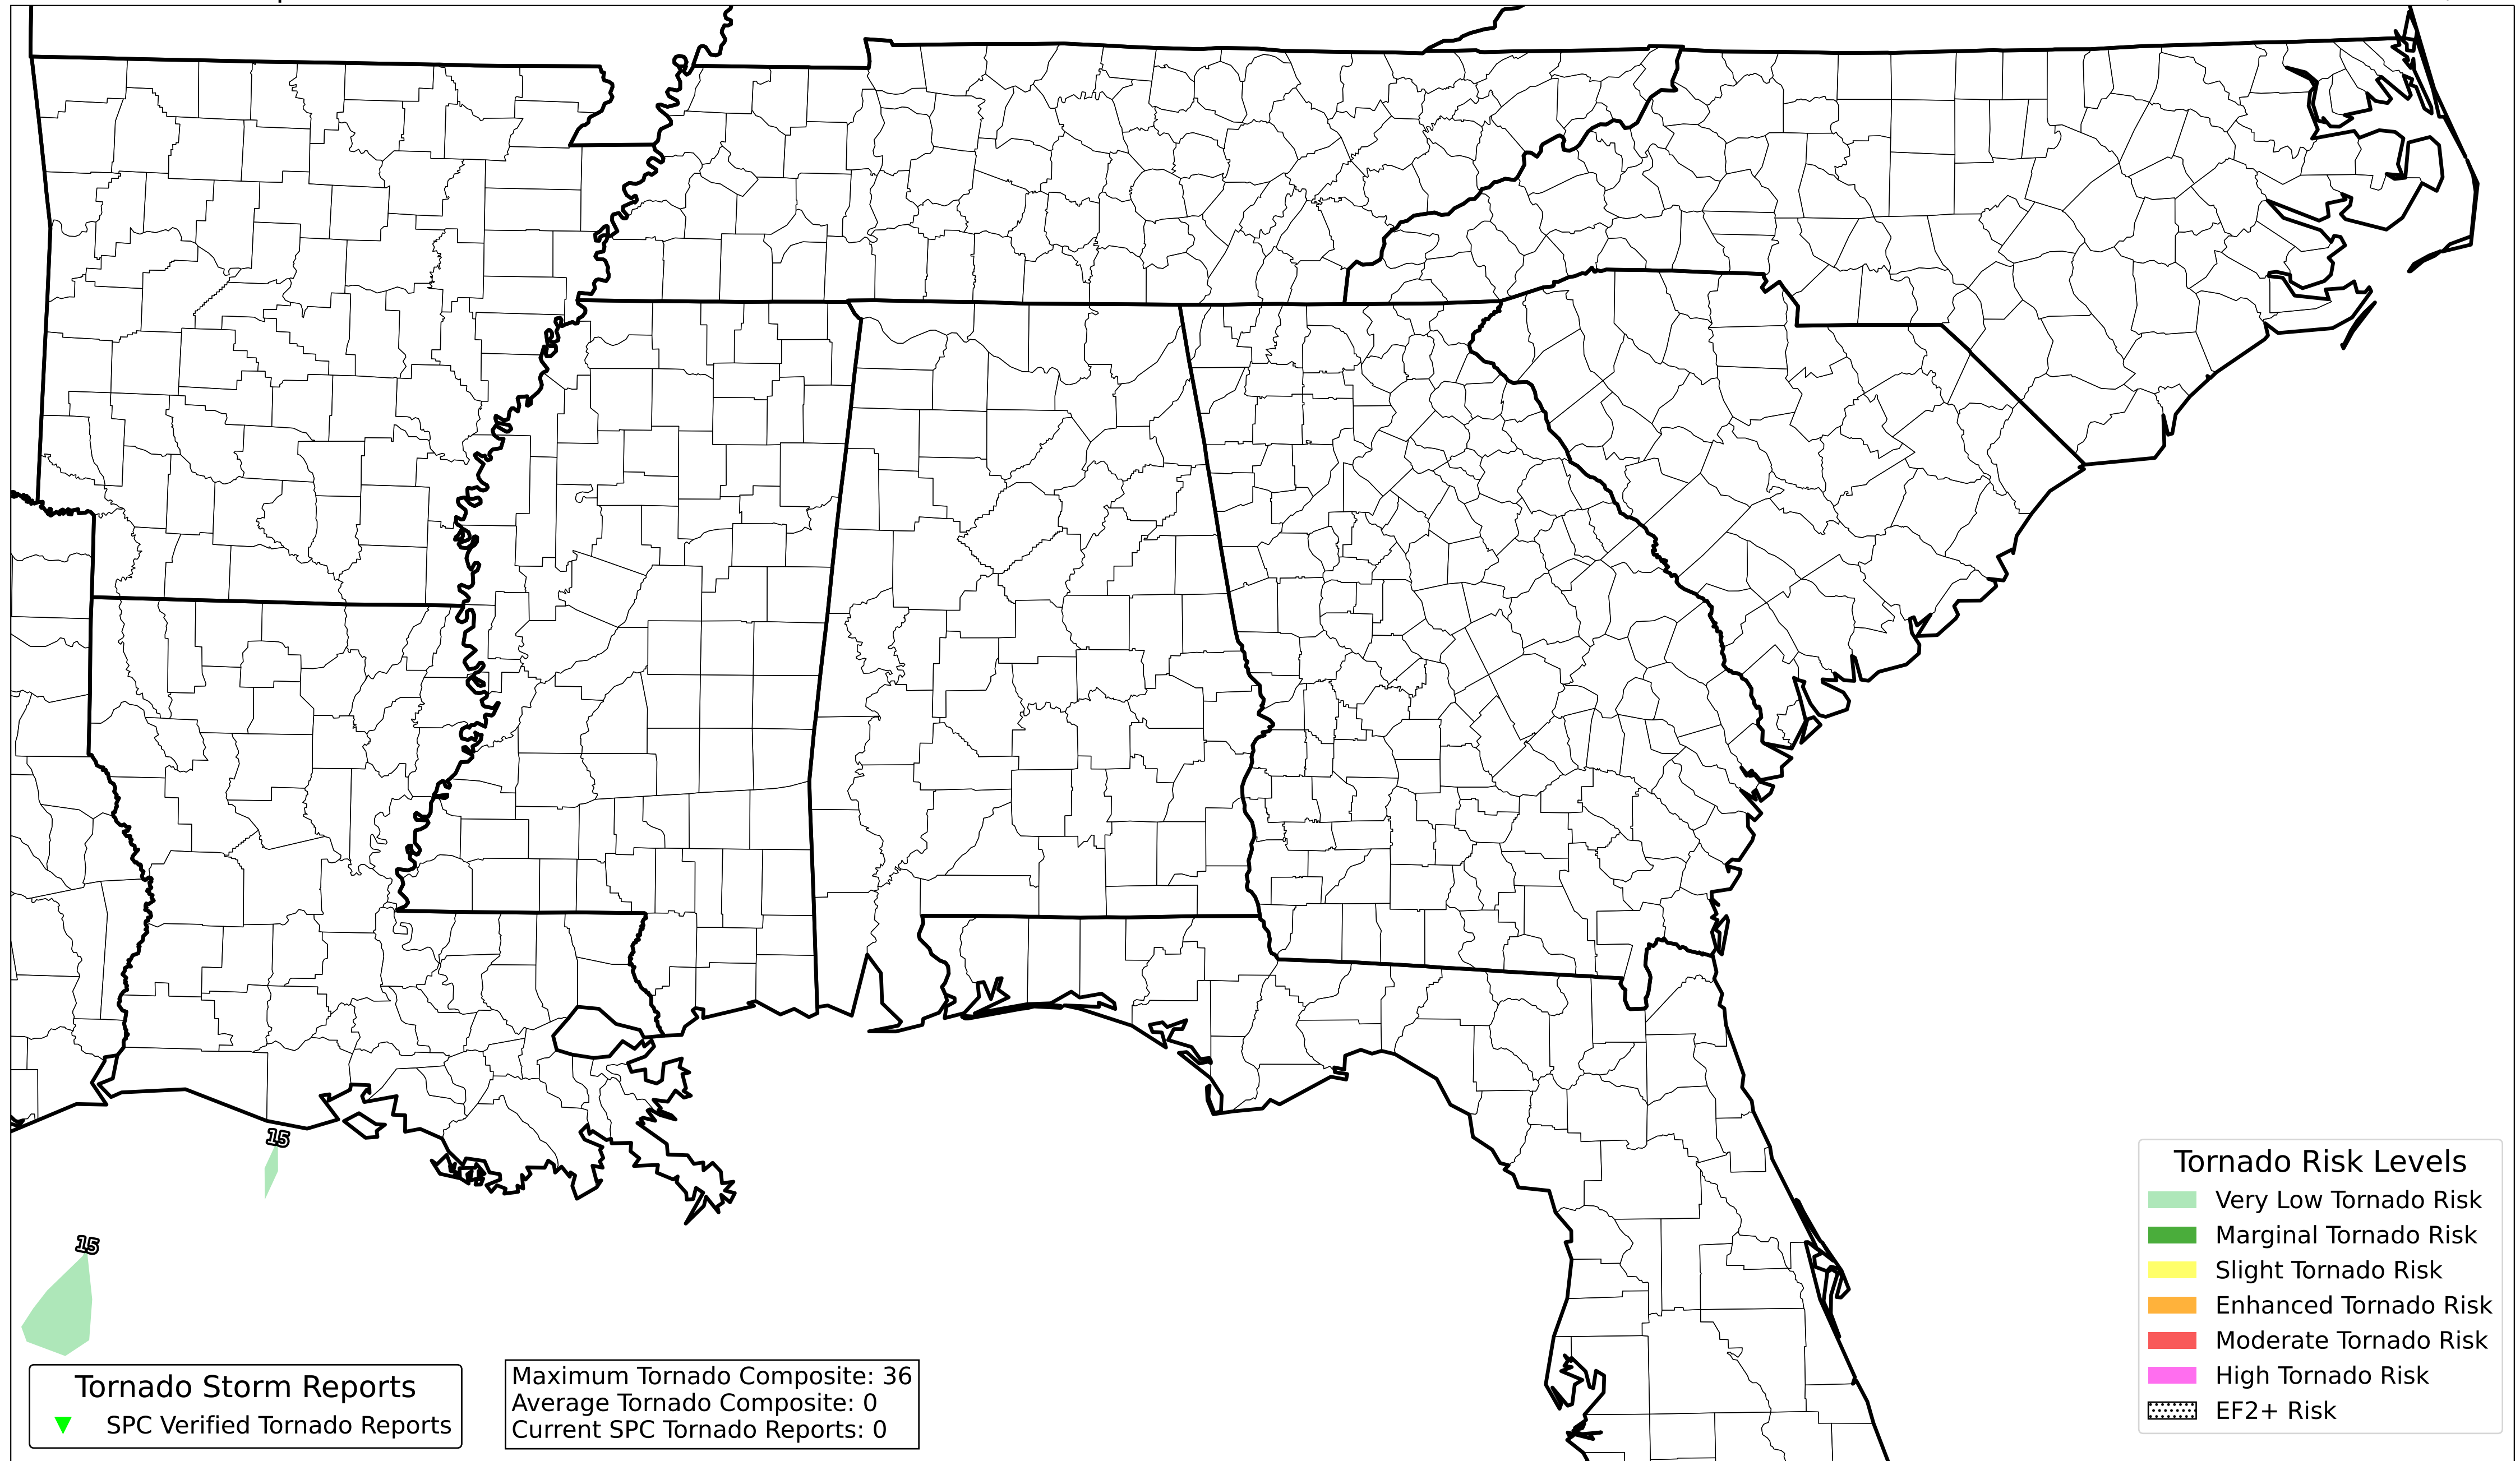 15
15
Tornado Storm Reports
SPC Verified Tornado Reports
Maximum Tornado Composite: 36
Average Tornado Composite: 0
Current SPC Tornado Reports: 0
Tornado Risk Levels
Very Low Tornado Risk
Marginal Tornado Risk
Slight Tornado Risk
Enhanced Tornado Risk
Moderate Tornado Risk
High Tornado Risk
EF2+ Risk